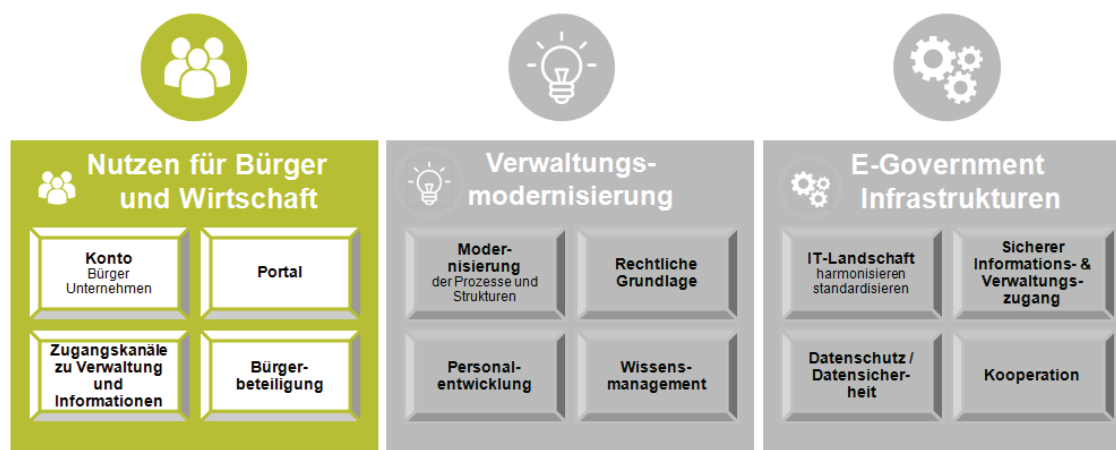 Nutzen für Bürger
und Wirtschaft
Konto
Bürger
Unternehmen
Portal
Zugangskanäle
zu Verwaltung
und
Informationen
Bürger-
beteiligung
Verwaltungs-
modernisierung
Moder-
nisierung
der Prozesse und
Strukturen
Rechtliche
Grundlage
Personal-
entwicklung
Wissens-
management
E-Government
Infrastrukturen
IT-Landschaft
harmonisieren
standardisieren
Sicherer
Informations- &
Verwaltungs-
zugang
Datenschutz /
Datensicher-
heit
Kooperation